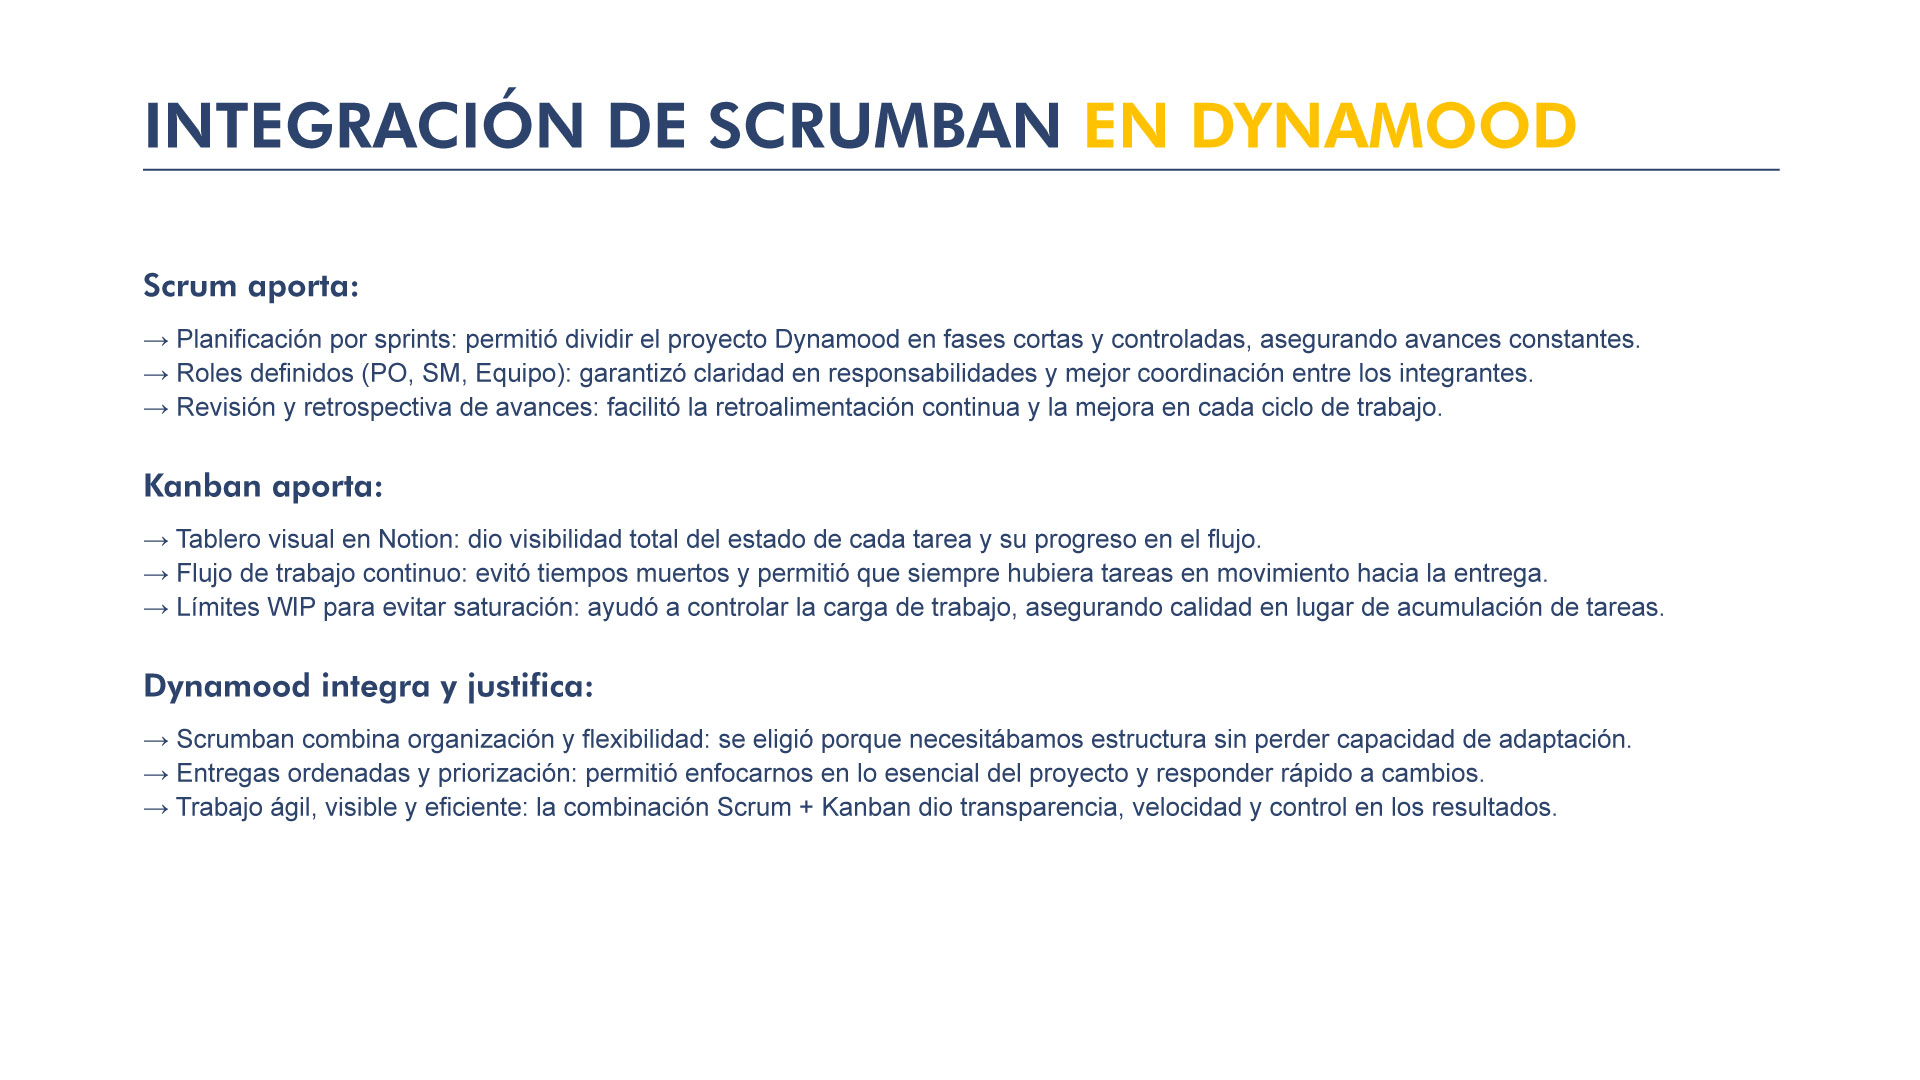 INTEGRACIÓN DE SCRUMBAN EN DYNAMOOD
Scrum aporta:
→ Planificación por sprints: permitió dividir el proyecto Dynamood en fases cortas y controladas, asegurando avances constantes.
→ Roles definidos (PO, SM, Equipo): garantizó claridad en responsabilidades y mejor coordinación entre los integrantes.
→ Revisión y retrospectiva de avances: facilitó la retroalimentación continua y la mejora en cada ciclo de trabajo.
Kanban aporta:
→ Tablero visual en Notion: dio visibilidad total del estado de cada tarea y su progreso en el flujo.
→ Flujo de trabajo continuo: evitó tiempos muertos y permitió que siempre hubiera tareas en movimiento hacia la entrega.
→ Límites WIP para evitar saturación: ayudó a controlar la carga de trabajo, asegurando calidad en lugar de acumulación de tareas.
Dynamood integra y justifica:
→ Scrumban combina organización y flexibilidad: se eligió porque necesitábamos estructura sin perder capacidad de adaptación.
→ Entregas ordenadas y priorización: permitió enfocarnos en lo esencial del proyecto y responder rápido a cambios.
→ Trabajo ágil, visible y eficiente: la combinación Scrum + Kanban dio transparencia, velocidad y control en los resultados.